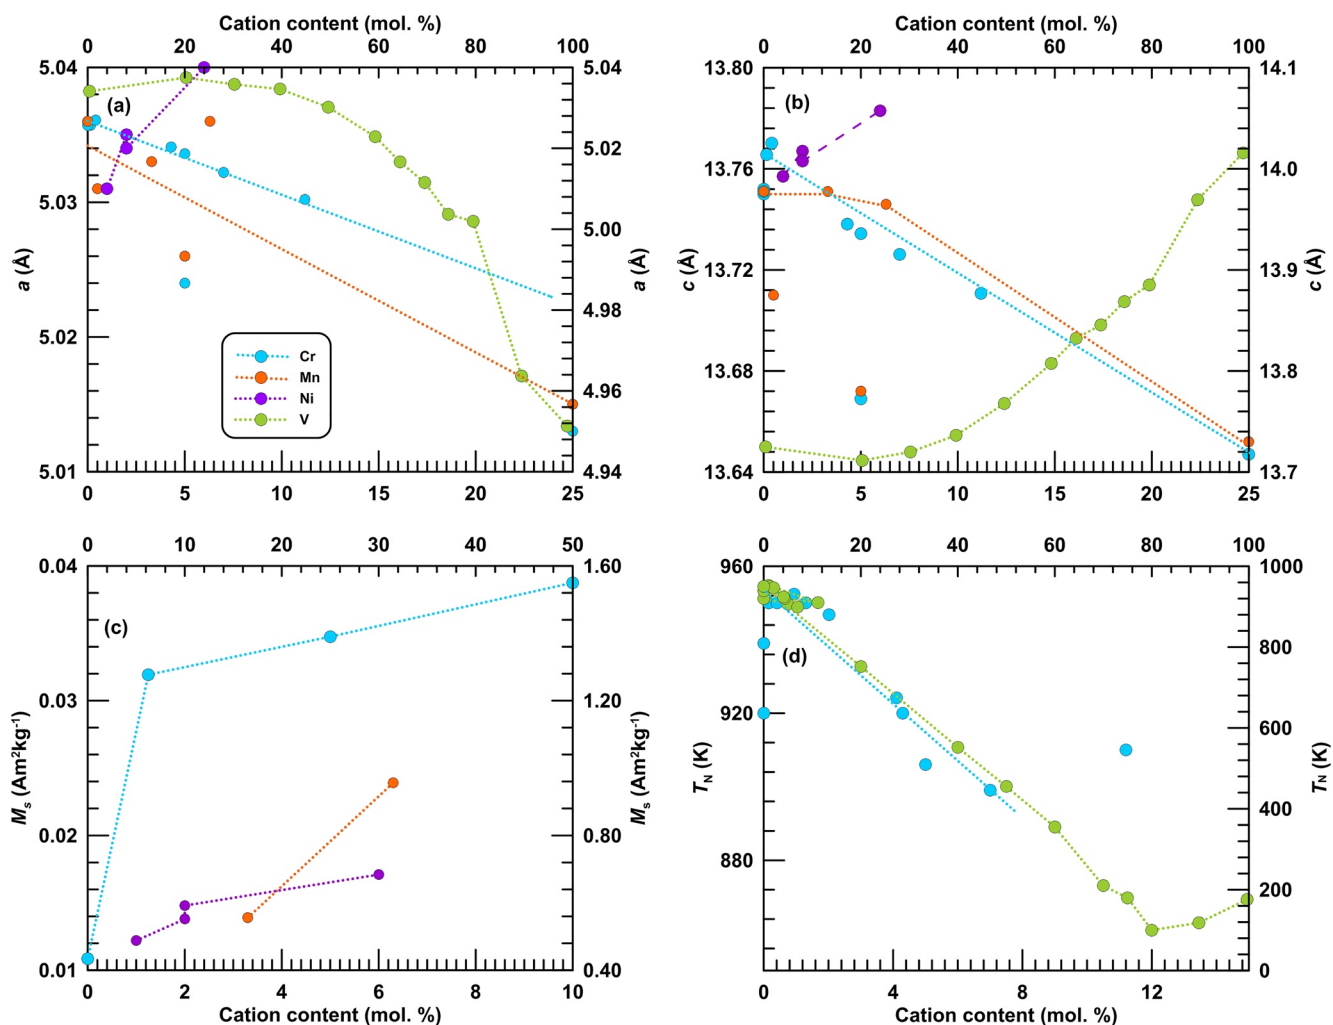 Cation content (mol. %)
0 20 40 60 80 100
5.04
5.03
5.02
5.01
a (Å)
(a)
5.04
5.02
5.00
4.98
4.96
4.94
a (Å)
Cr
Mn
Ni
V
0 5 10 15 20 25
Cation content (mol. %)
0 20 40 60 80 100
13.80
13.76
13.72
13.68
13.64
c (Å)
(b)
14.1
14.0
13.9
13.8
13.7
c (Å)
0 5 10 15 20 25
0 10 20 30 40 50
0.04
0.03
0.02
0.01
Ms (Am²kg⁻¹)
(c)
1.60
1.20
0.80
0.40
Ms (Am²kg⁻¹)
0 2 4 6 8 10
Cation content (mol. %)
0 20 40 60 80 100
960
920
880
TN (K)
(d)
1000
800
600
400
200
0
TN (K)
0 4 8 12
Cation content (mol. %)